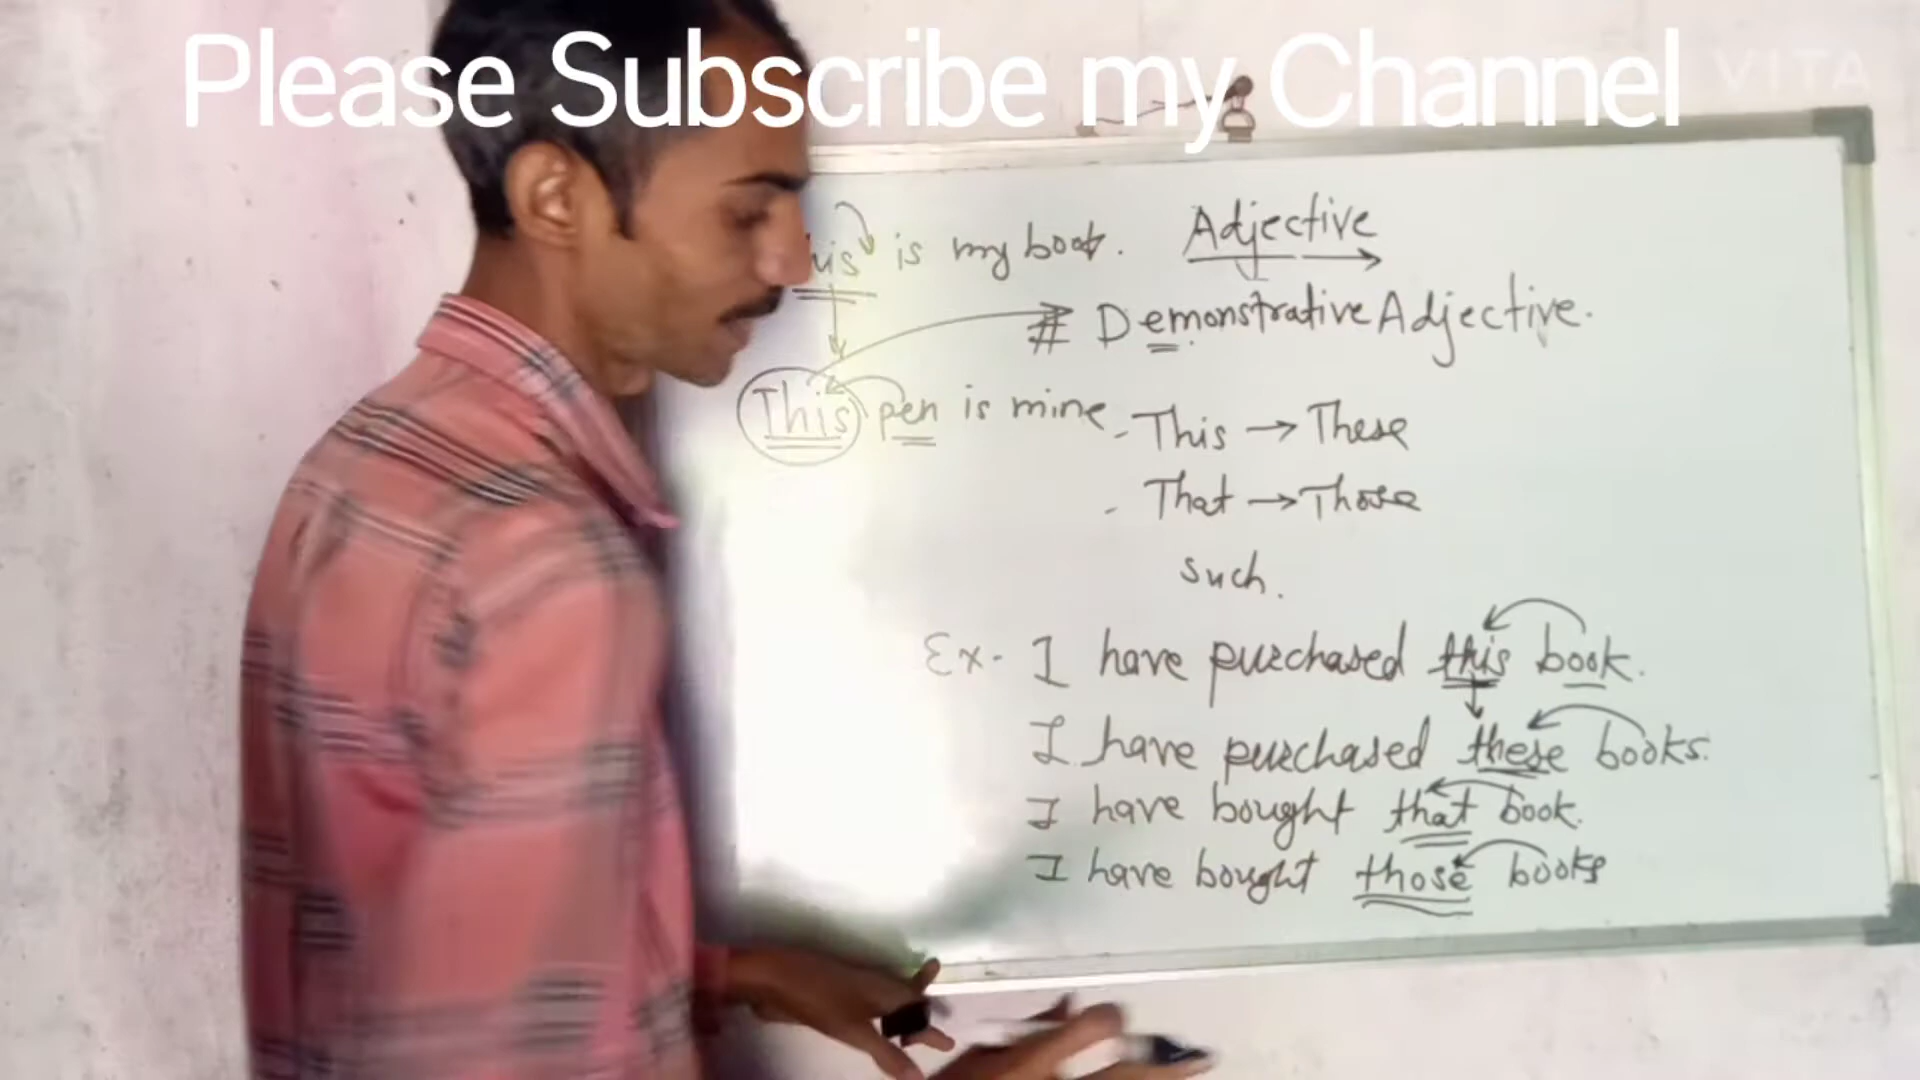 Please Subscribe my Channel
VITA
is my book. Adjective
# Demonstrative Adjective.
This pen is mine
- This → These
- That → Those
such.
Ex- I have purchased this book.
I have purchased these books.
I have bought that book.
I have bought those books